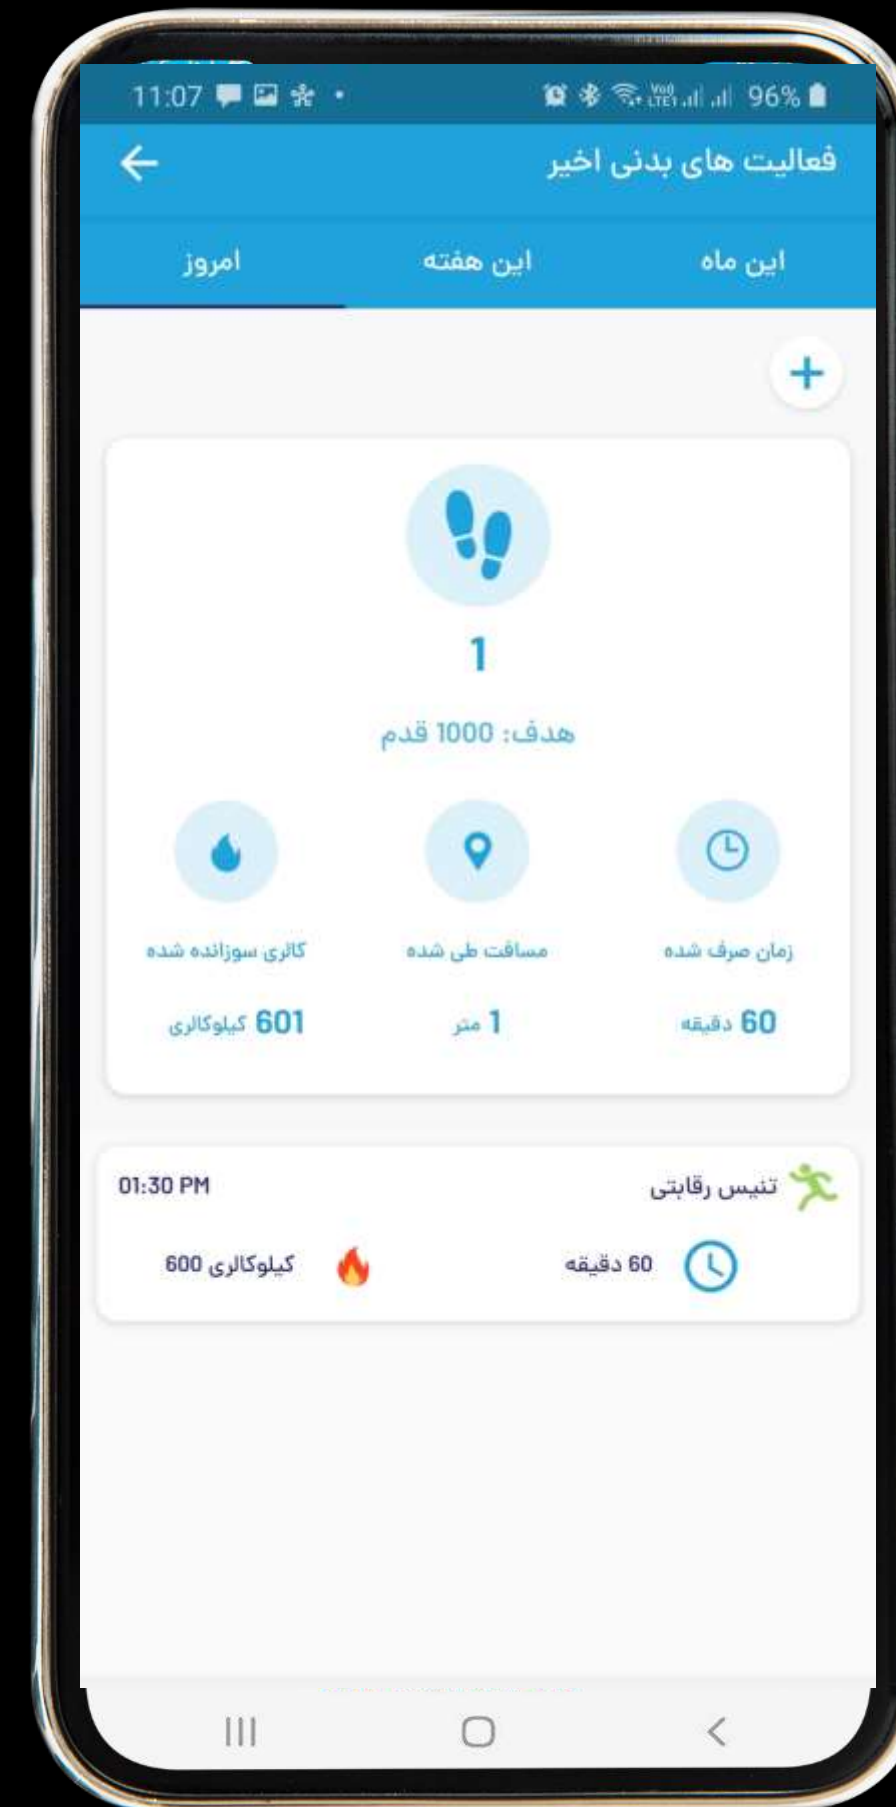 11:07 96%
فعالیت های بدنی اخیر
این ماه این هفته امروز
1
هدف: 1000 قدم
زمان صرف شده مسافت طی شده کالری سوزانده شده
60 دقیقه 1 متر 601 کیلوکالری
تنیس رقابتی 01:30 PM
60 دقیقه کیلوکالری 600